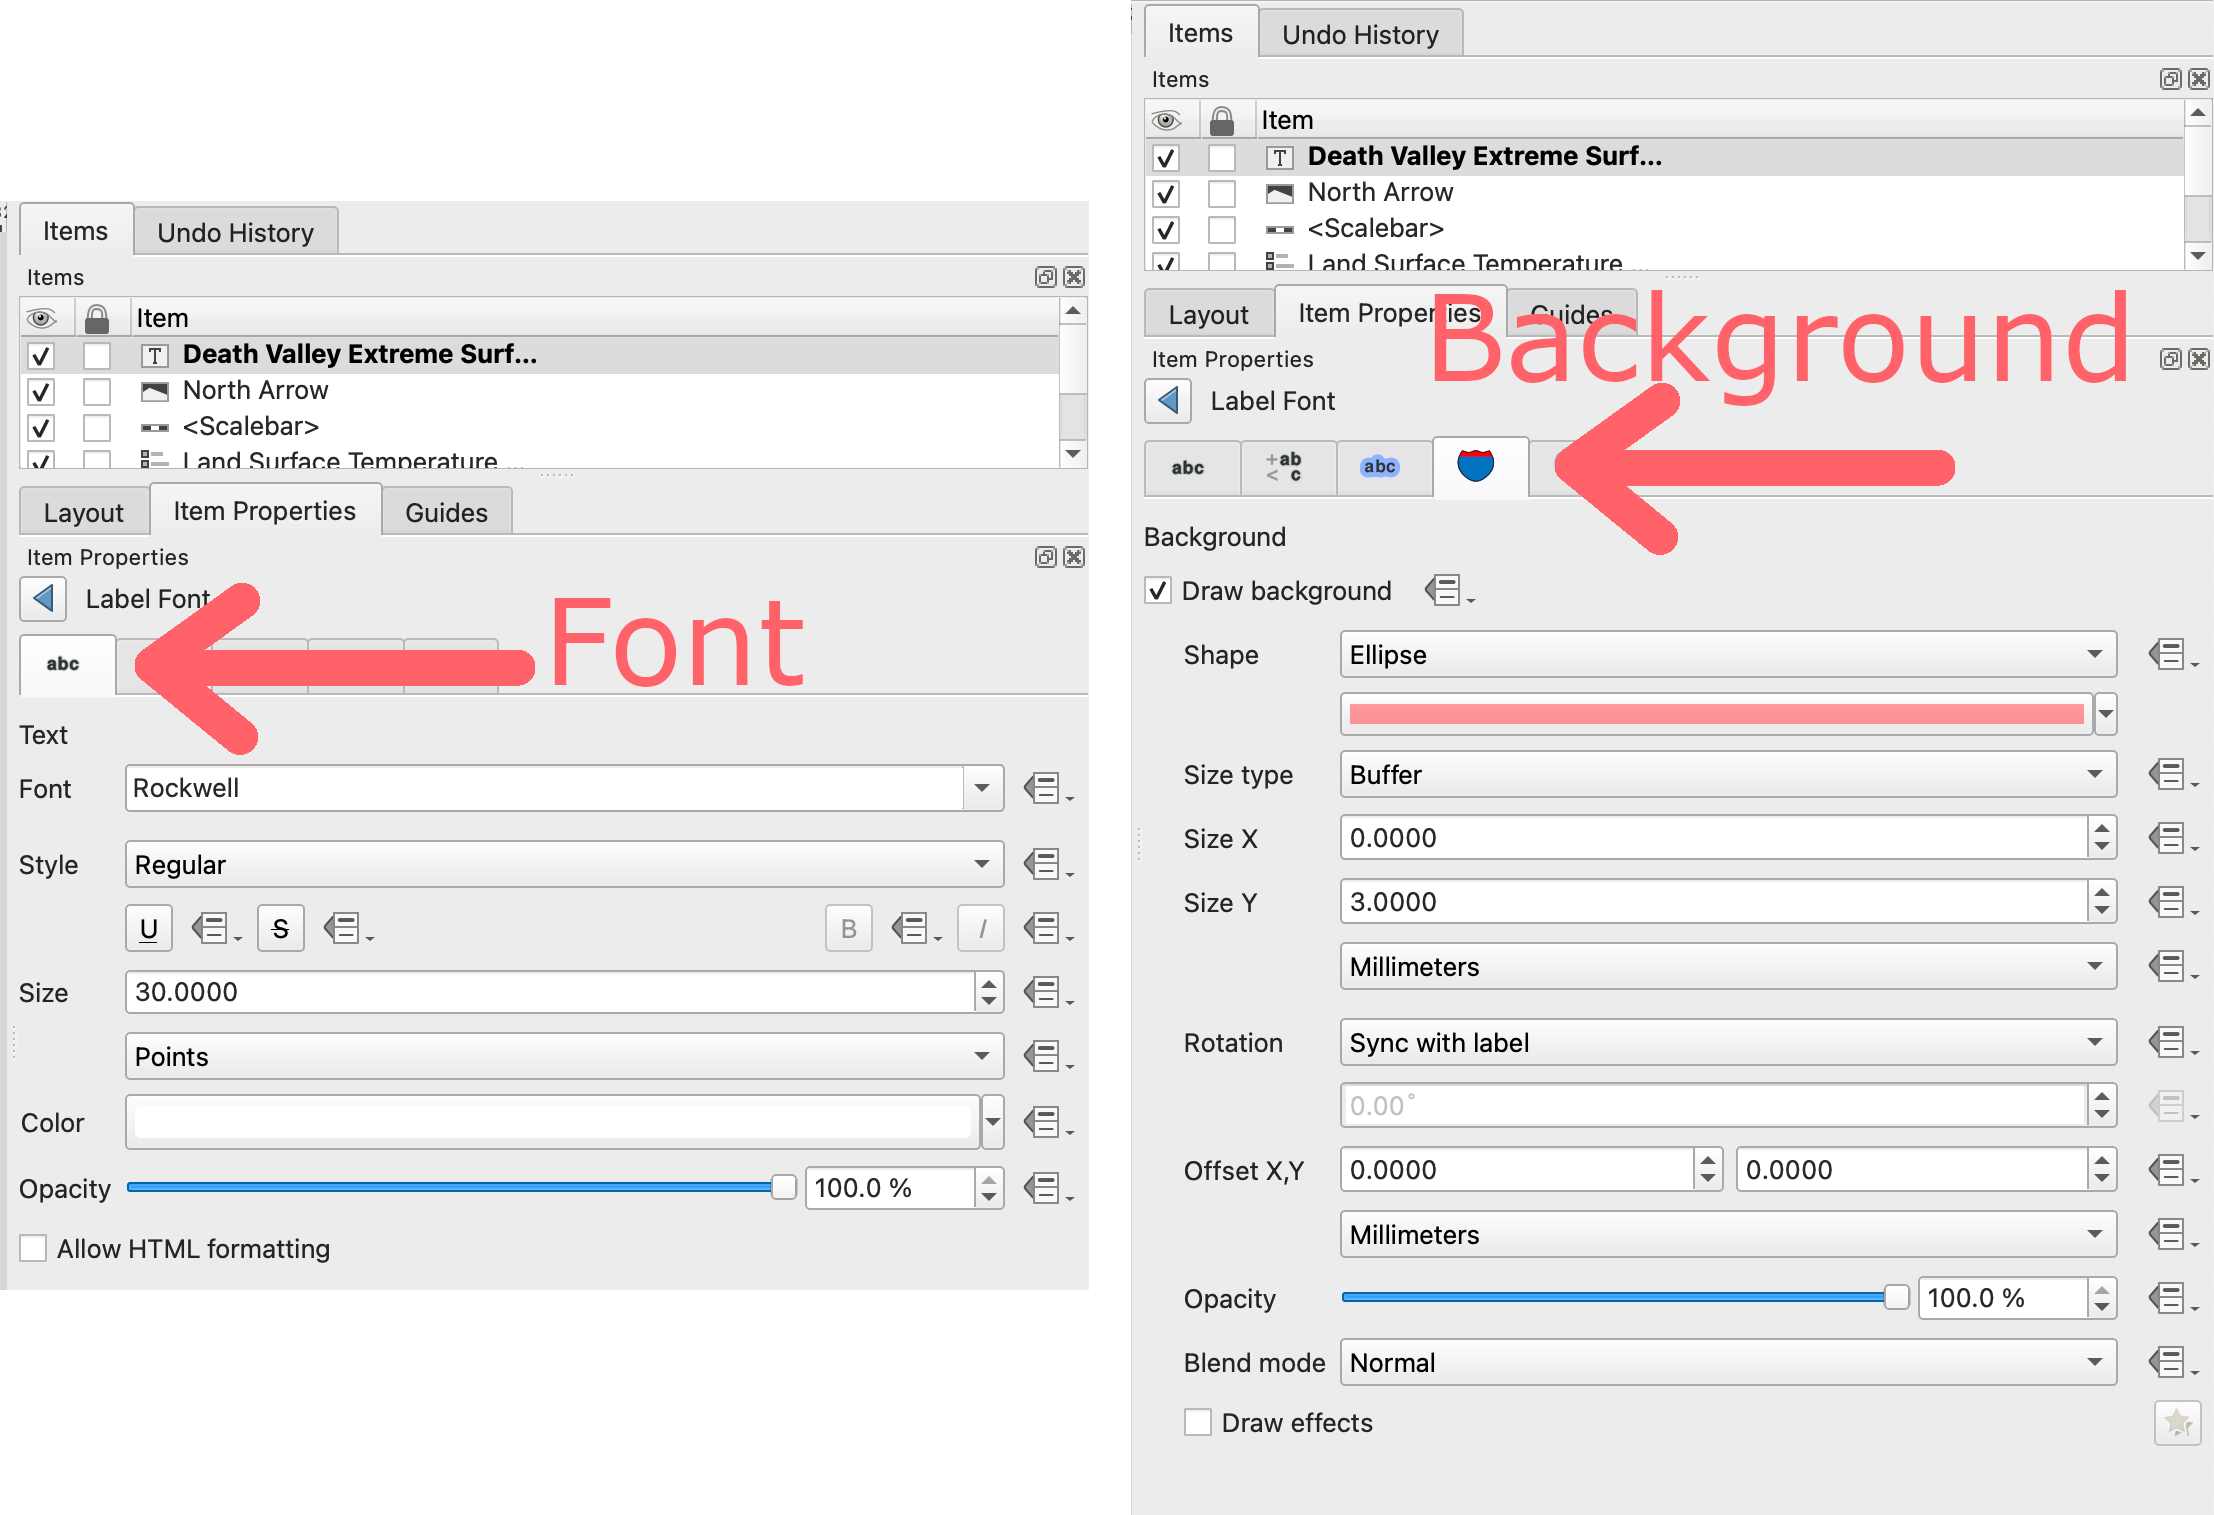 Items
Undo History
Items
Item
Death Valley Extreme Surf...
North Arrow
<Scalebar>
Land Surface Temperature ...
Layout
Item Properties
Guides
Item Properties
Label Font
abc
Font
Text
Font
Rockwell
Style
Regular
U
S
B
I
Size
30.0000
Points
Color
Opacity
100.0 %
Allow HTML formatting
Items
Undo History
Items
Item
T Death Valley Extreme Surf...
North Arrow
<Scalebar>
Land Surface Temperature ...
Layout
Item Properties
Guides
Background
Item Properties
Label Font
abc
+ab
< c
abc
Background
Draw background
Shape
Ellipse
Size type
Buffer
Size X
0.0000
Size Y
3.0000
Millimeters
Rotation
Sync with label
0.00°
Offset X,Y
0.0000
0.0000
Millimeters
Opacity
100.0 %
Blend mode
Normal
Draw effects